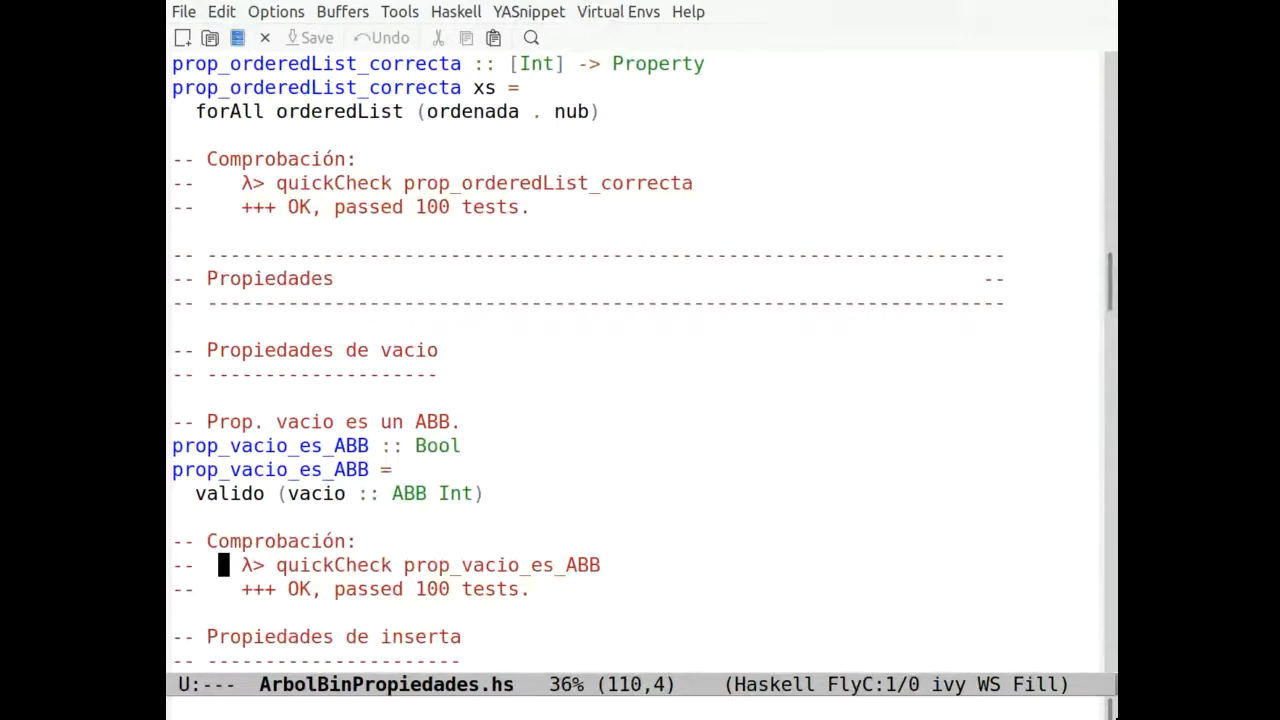 File Edit Options Buffers Tools Haskell YASnippet Virtual Envs Help
Save Undo
prop_orderedList_correcta :: [Int] -> Property
prop_orderedList_correcta xs =
  forAll orderedList (ordenada . nub)
-- Comprobación:
--    λ> quickCheck prop_orderedList_correcta
--    +++ OK, passed 100 tests.
-- ---------------------------------------------------------------------
-- Propiedades                                                        --
-- ---------------------------------------------------------------------
-- Propiedades de vacio
-- --------------------
-- Prop. vacio es un ABB.
prop_vacio_es_ABB :: Bool
prop_vacio_es_ABB =
  valido (vacio :: ABB Int)
-- Comprobación:
--    λ> quickCheck prop_vacio_es_ABB
--    +++ OK, passed 100 tests.
-- Propiedades de inserta
-- ----------------------
U:--- ArbolBinPropiedades.hs 36% (110,4) (Haskell FlyC:1/0 ivy WS Fill)